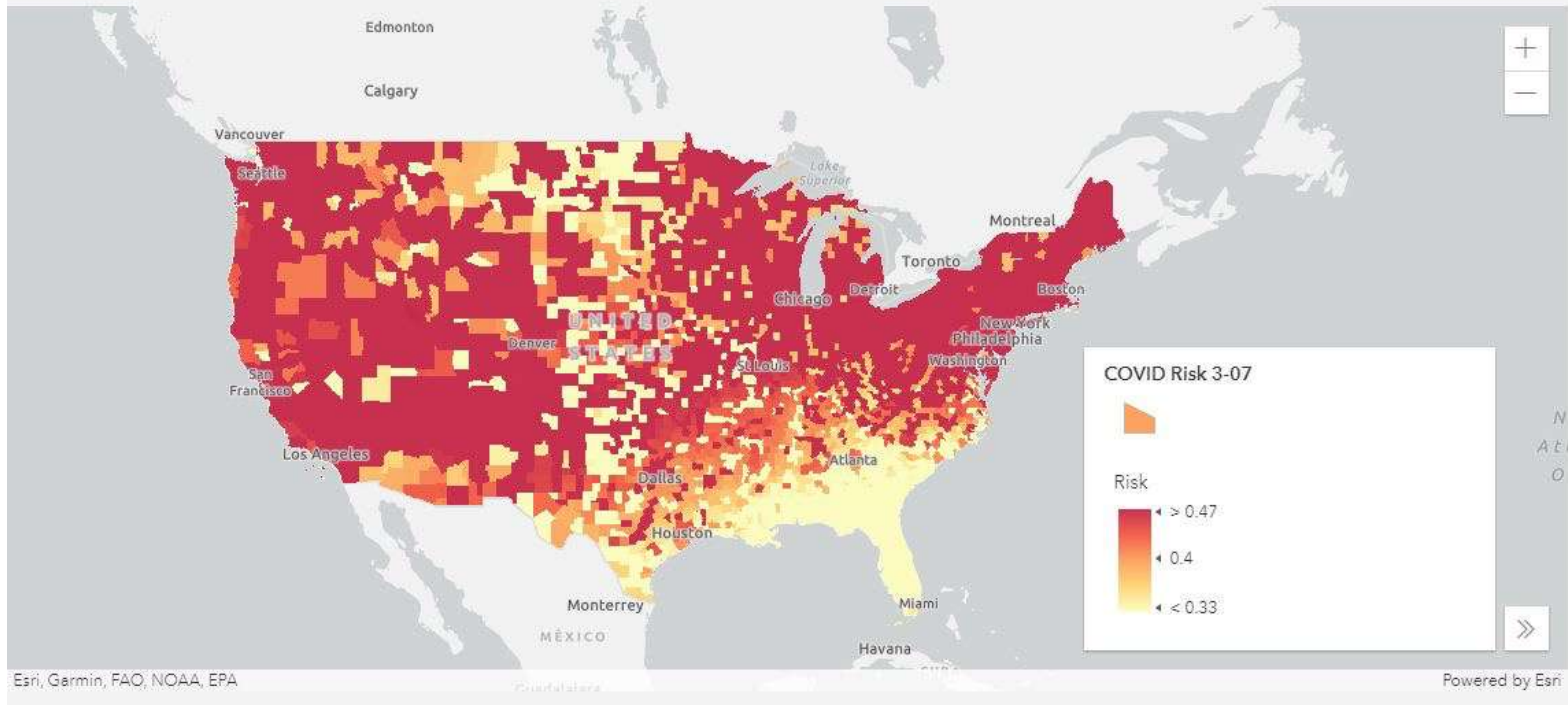 Edmonton
Calgary
Vancouver
Seattle
Lake
Superior
Montreal
Toronto
Chicago
Detroit
Boston
New York
Philadelphia
Washington
UNITED
STATES
Denver
St Louis
San
Francisco
Los Angeles
Dallas
Atlanta
Houston
Monterrey
MÉXICO
Miami
Havana
Guadalajara
COVID Risk 3-07
Risk
> 0.47
0.4
< 0.33
Esri, Garmin, FAO, NOAA, EPA
Powered by Esri